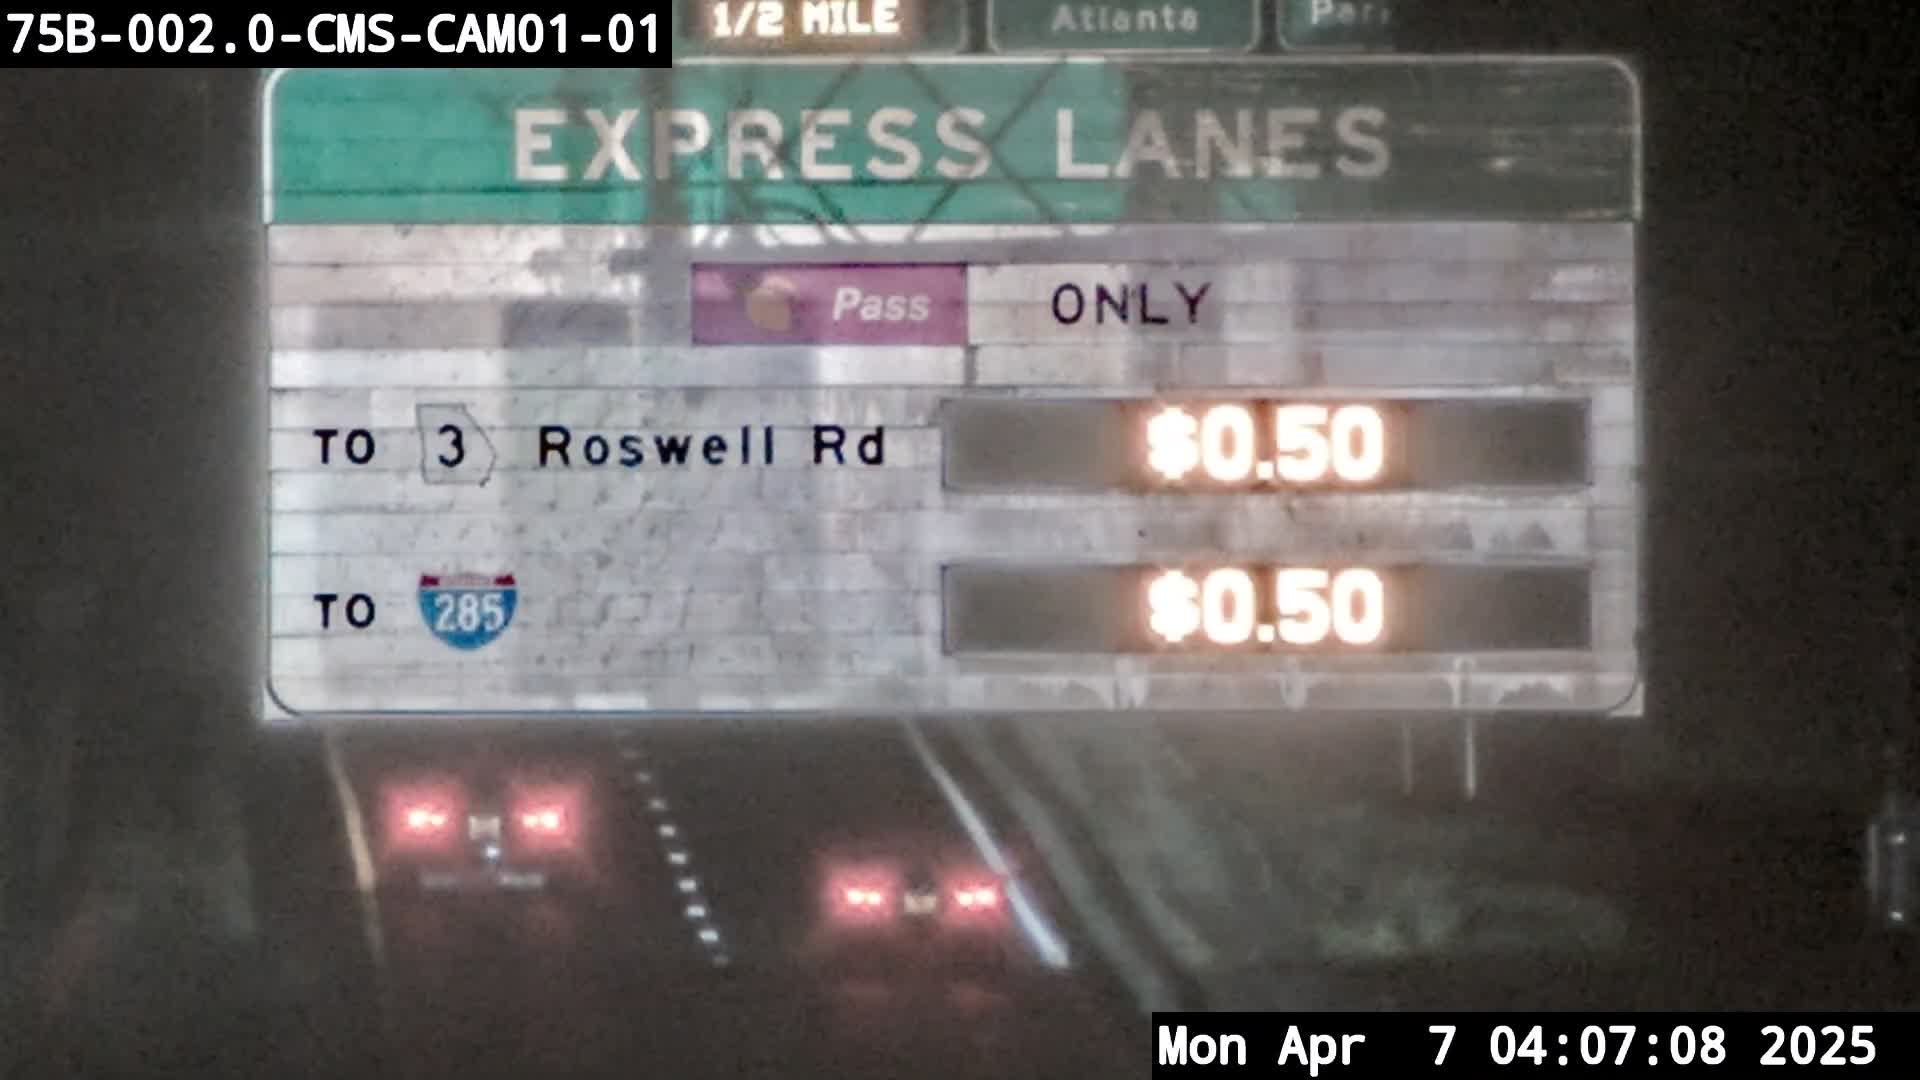 75B-002.0-CMS-CAM01-01
1/2 MILE
Atlanta
EXPRESS LANES
Pass ONLY
TO 3 Roswell Rd $0.50
TO 285 $0.50
Mon Apr 7 04:07:08 2025